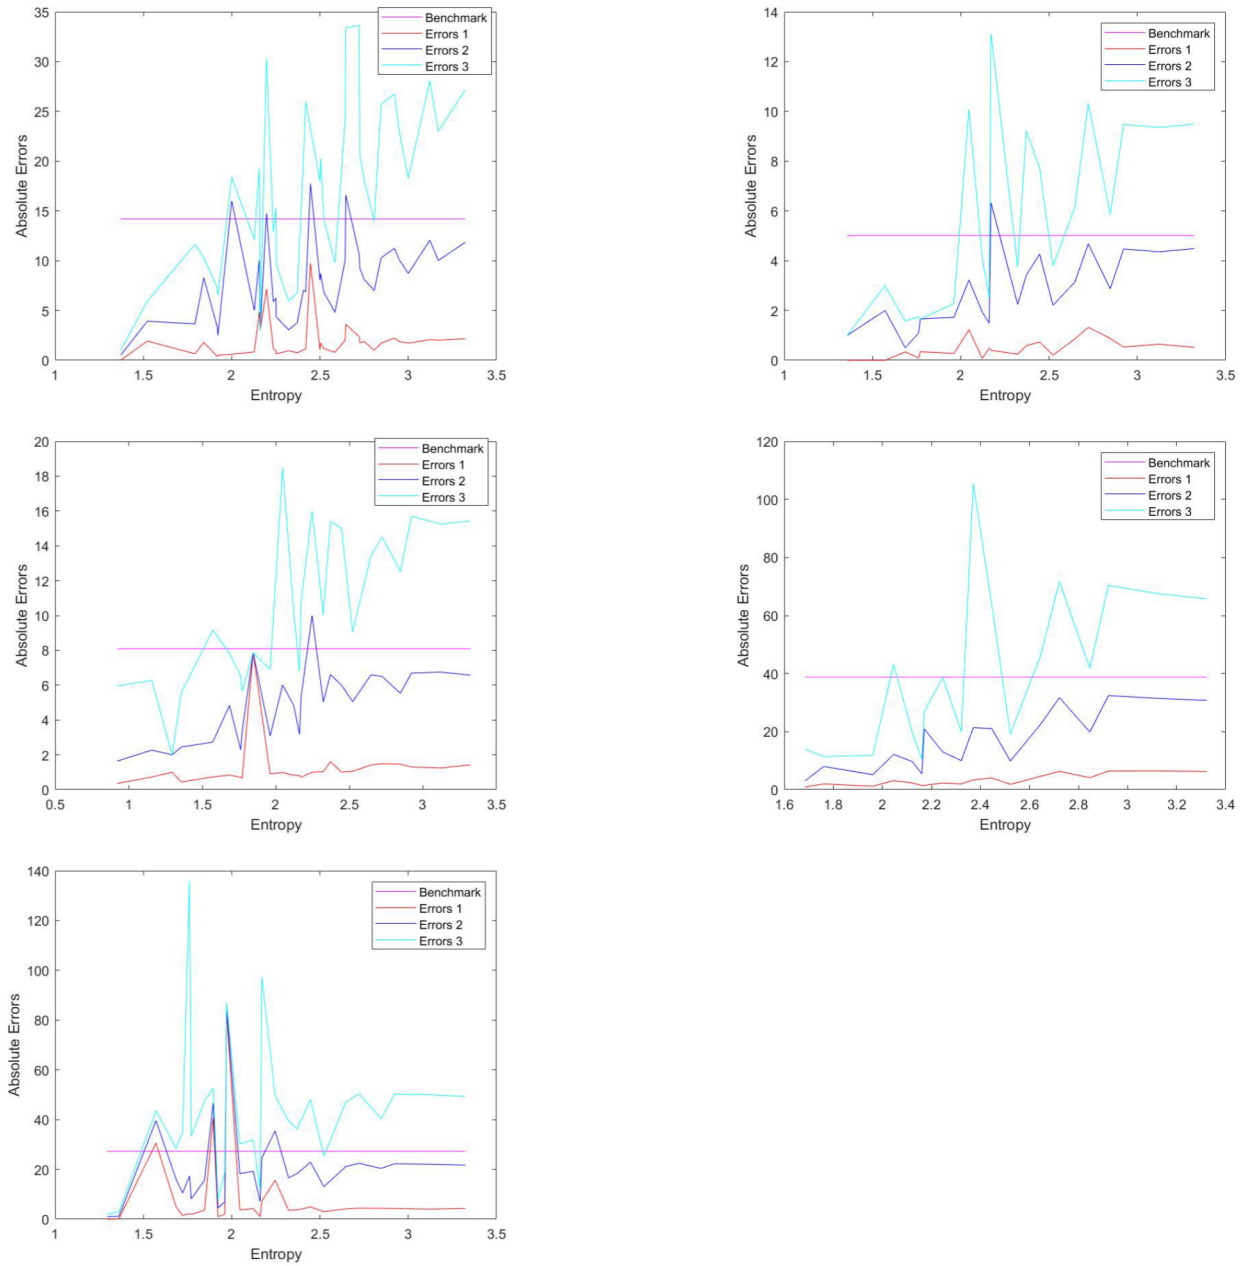 35
30
25
20
15
10
5
0
Absolute Errors
1 1.5 2 2.5 3 3.5
Entropy
Benchmark
Errors 1
Errors 2
Errors 3
14
12
10
8
6
4
2
0
Absolute Errors
1 1.5 2 2.5 3 3.5
Entropy
Benchmark
Errors 1
Errors 2
Errors 3
20
18
16
14
12
10
8
6
4
2
0
Absolute Errors
0.5 1 1.5 2 2.5 3 3.5
Entropy
Benchmark
Errors 1
Errors 2
Errors 3
120
100
80
60
40
20
0
Absolute Errors
1.6 1.8 2 2.2 2.4 2.6 2.8 3 3.2 3.4
Entropy
Benchmark
Errors 1
Errors 2
Errors 3
140
120
100
80
60
40
20
0
Absolute Errors
1 1.5 2 2.5 3 3.5
Entropy
Benchmark
Errors 1
Errors 2
Errors 3